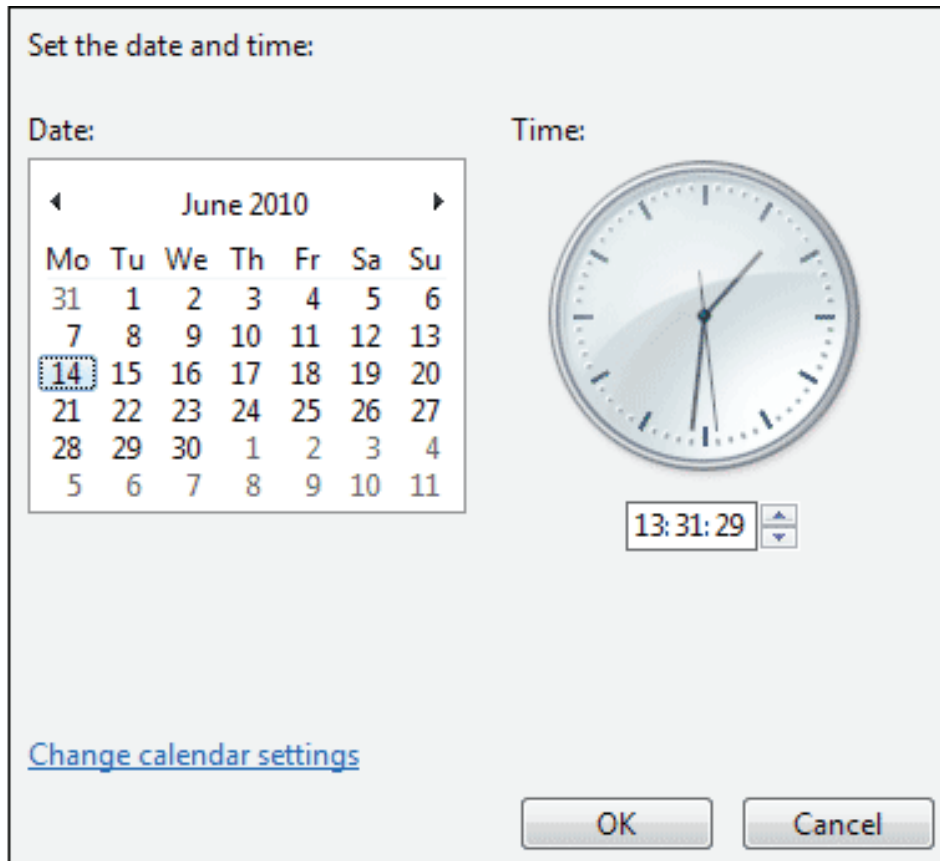 Set the date and time:
Date:
June 2010
Mo Tu We Th Fr Sa Su
31 1 2 3 4 5 6
7 8 9 10 11 12 13
14 15 16 17 18 19 20
21 22 23 24 25 26 27
28 29 30 1 2 3 4
5 6 7 8 9 10 11
Time:
13:31:29
Change calendar settings
OK
Cancel